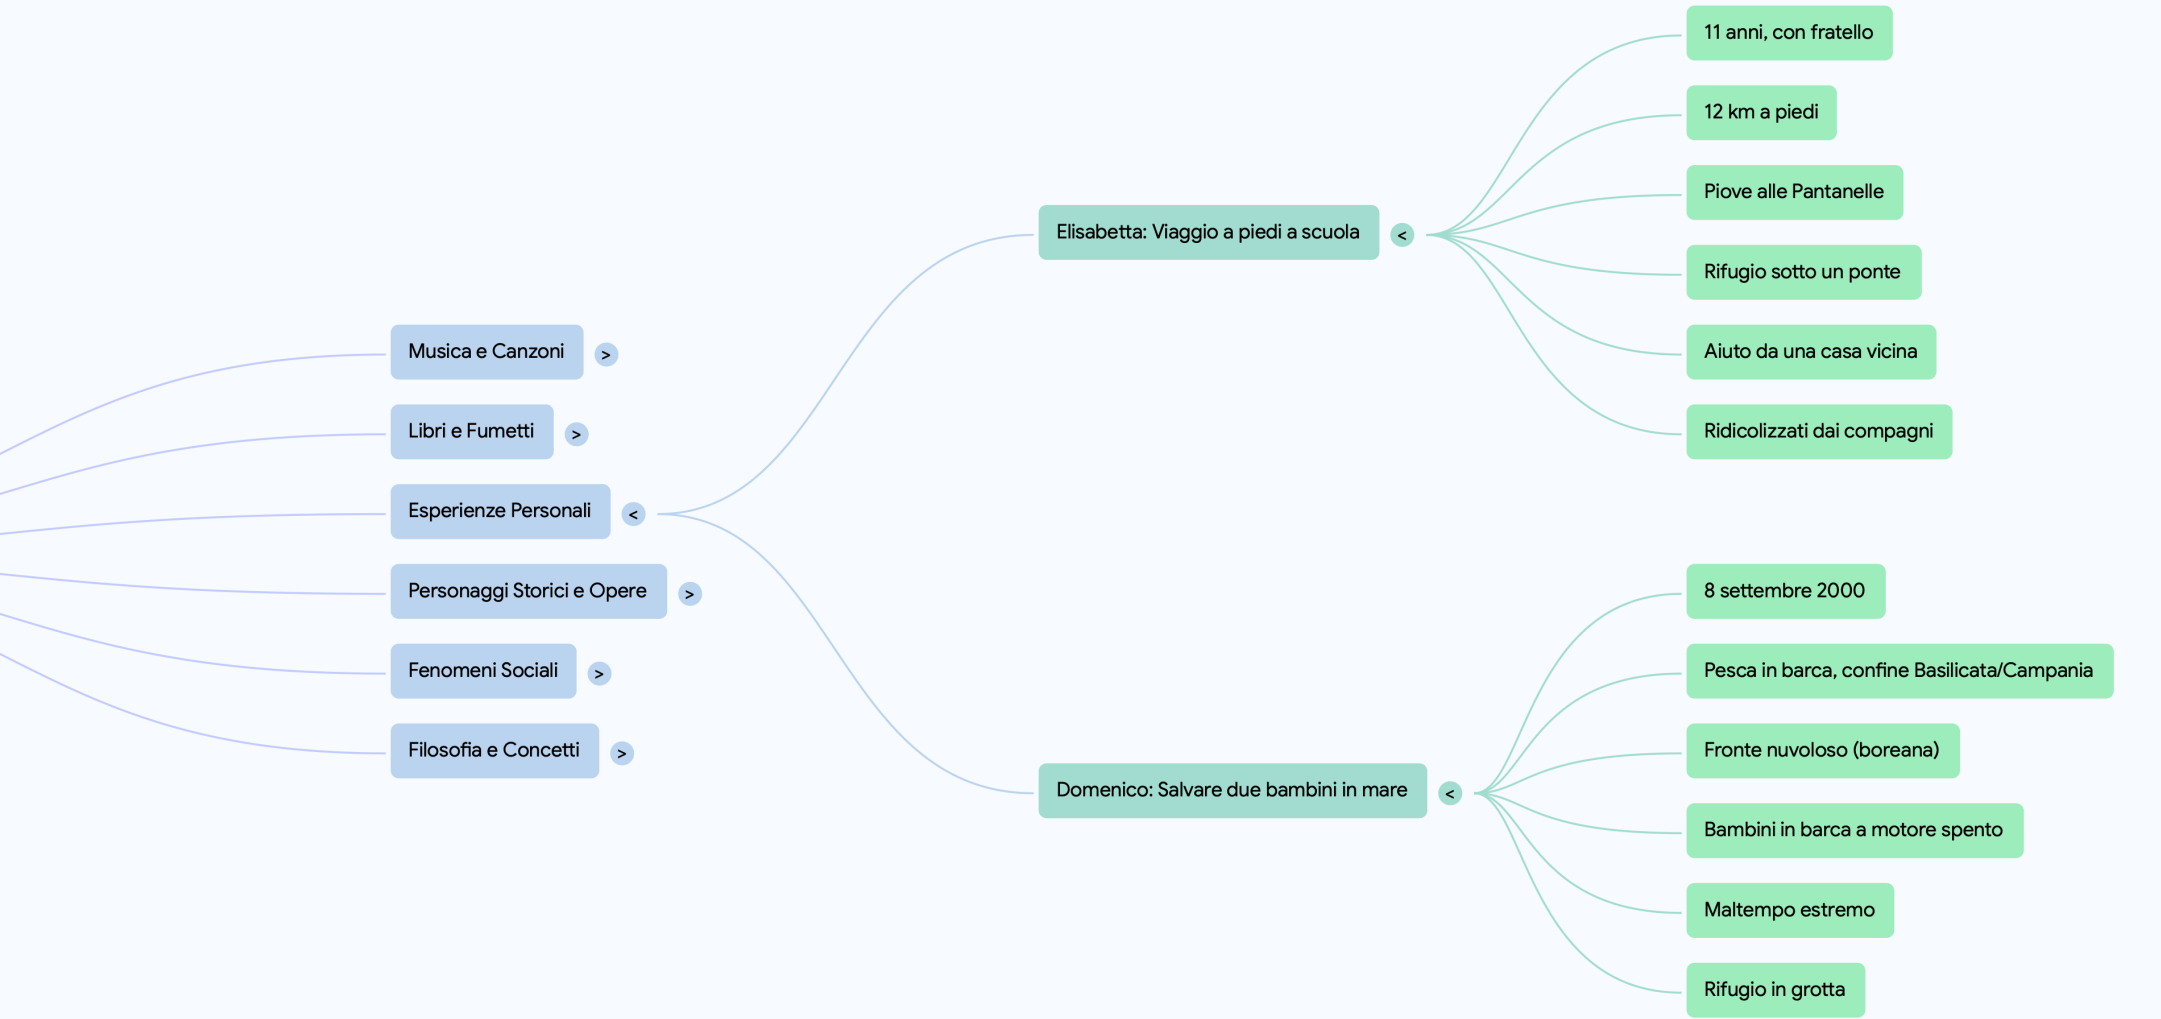 Musica e Canzoni >
Libri e Fumetti >
Esperienze Personali <
Personaggi Storici e Opere >
Fenomeni Sociali >
Filosofia e Concetti >
Elisabetta: Viaggio a piedi a scuola <
11 anni, con fratello
12 km a piedi
Piove alle Pantanelle
Rifugio sotto un ponte
Aiuto da una casa vicina
Ridicolizzati dai compagni
Domenico: Salvare due bambini in mare <
8 settembre 2000
Pesca in barca, confine Basilicata/Campania
Fronte nuvoloso (boreana)
Bambini in barca a motore spento
Maltempo estremo
Rifugio in grotta